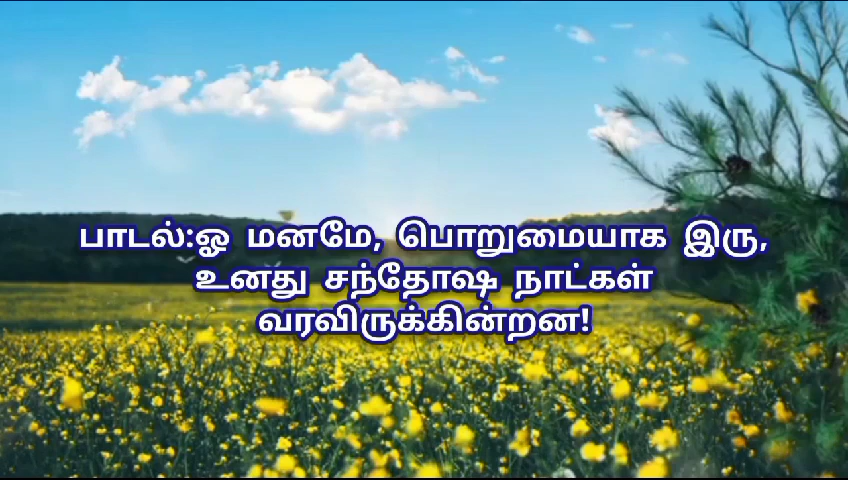 பாடல்:ஓ மனமே, பொறுமையாக இரு,
உனது சந்தோஷ நாட்கள்
வரவிருக்கின்றன!